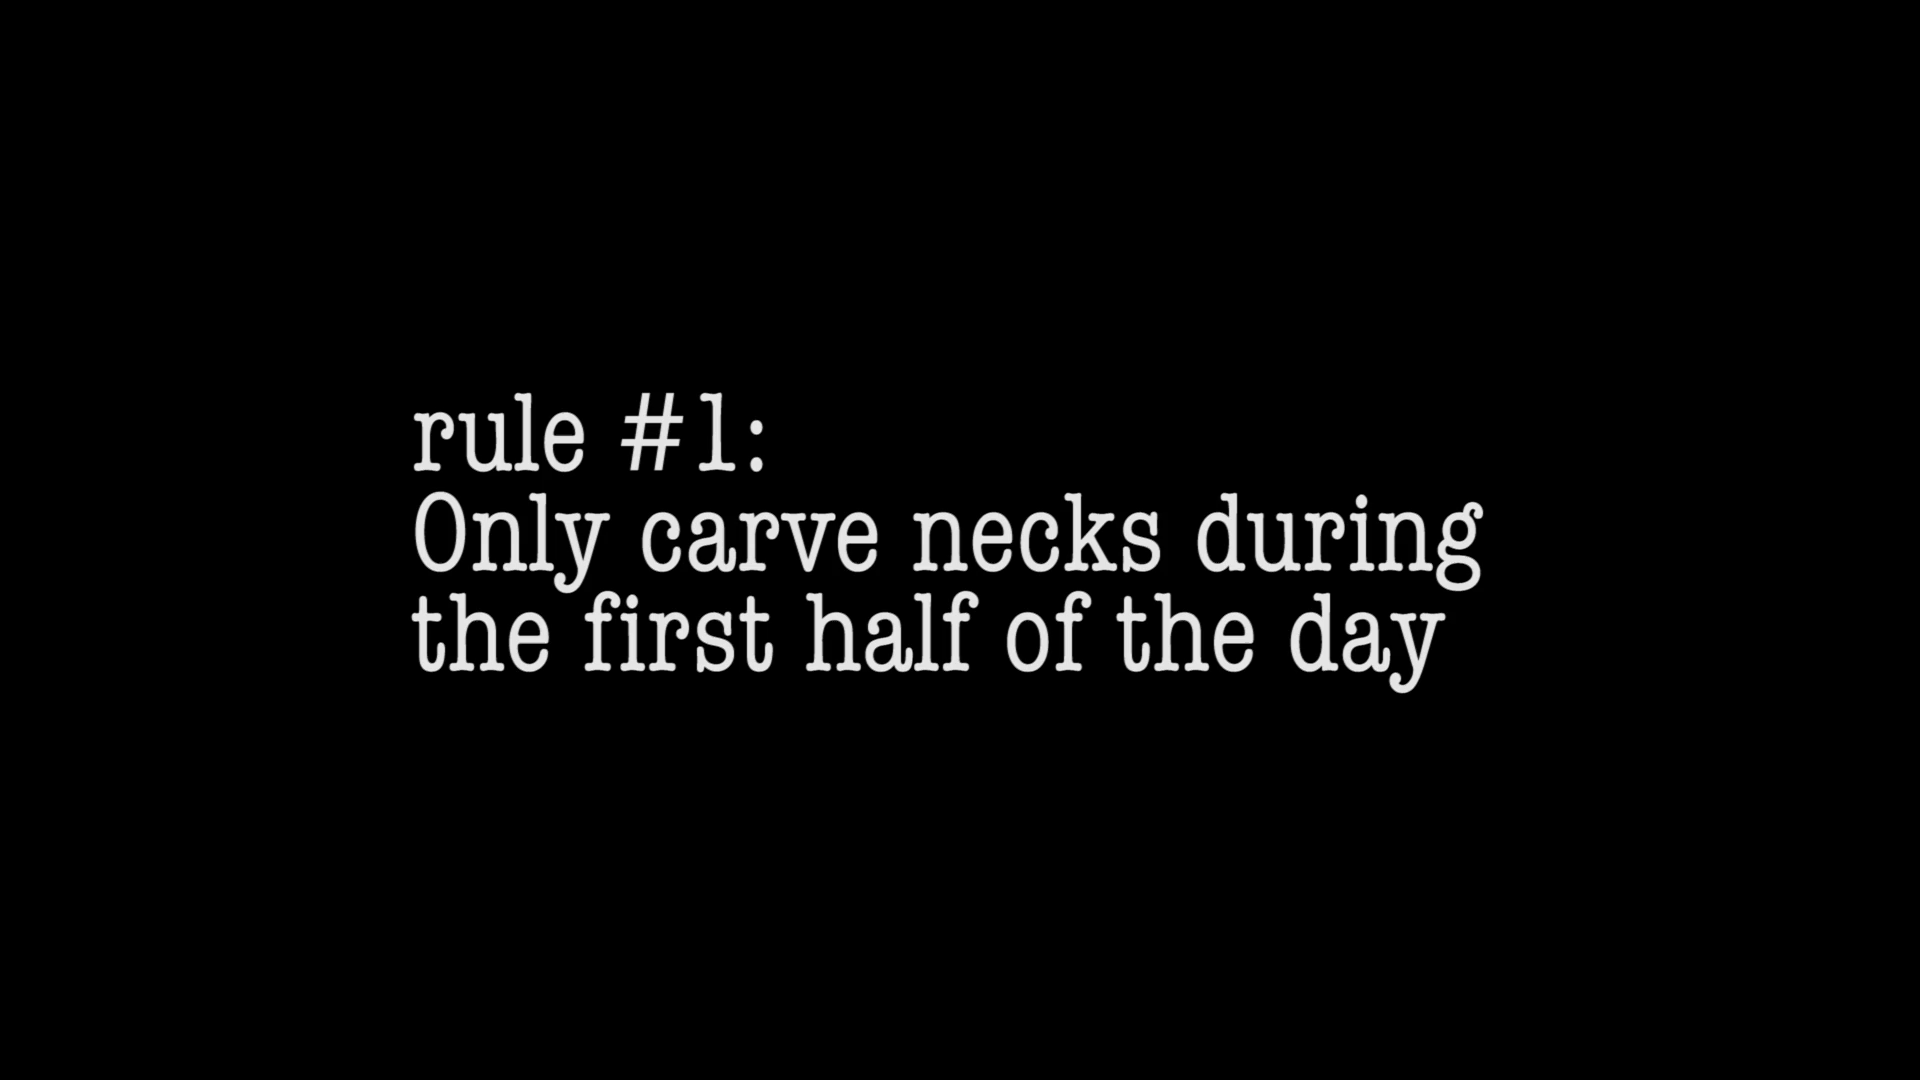 rule #1:
Only carve necks during
the first half of the day